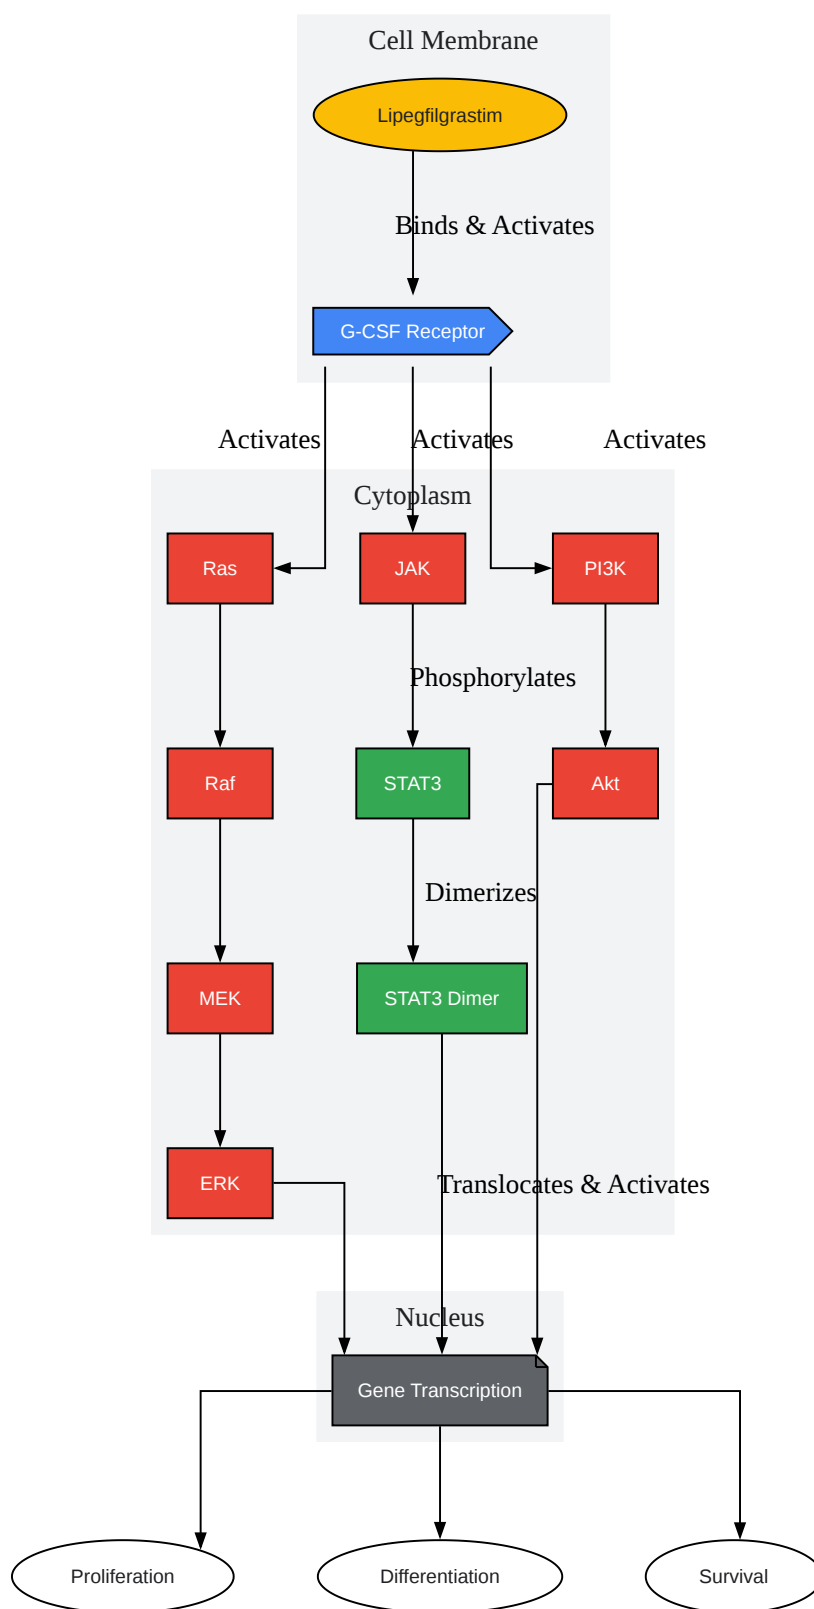 Cell Membrane
Lipegfilgrastim
Binds & Activates
G-CSF Receptor
Activates
Activates
Activates
Cytoplasm
Ras
JAK
PI3K
Phosphorylates
Raf
STAT3
Akt
Dimerizes
MEK
STAT3 Dimer
ERK
Translocates & Activates
Nucleus
Gene Transcription
Proliferation
Differentiation
Survival